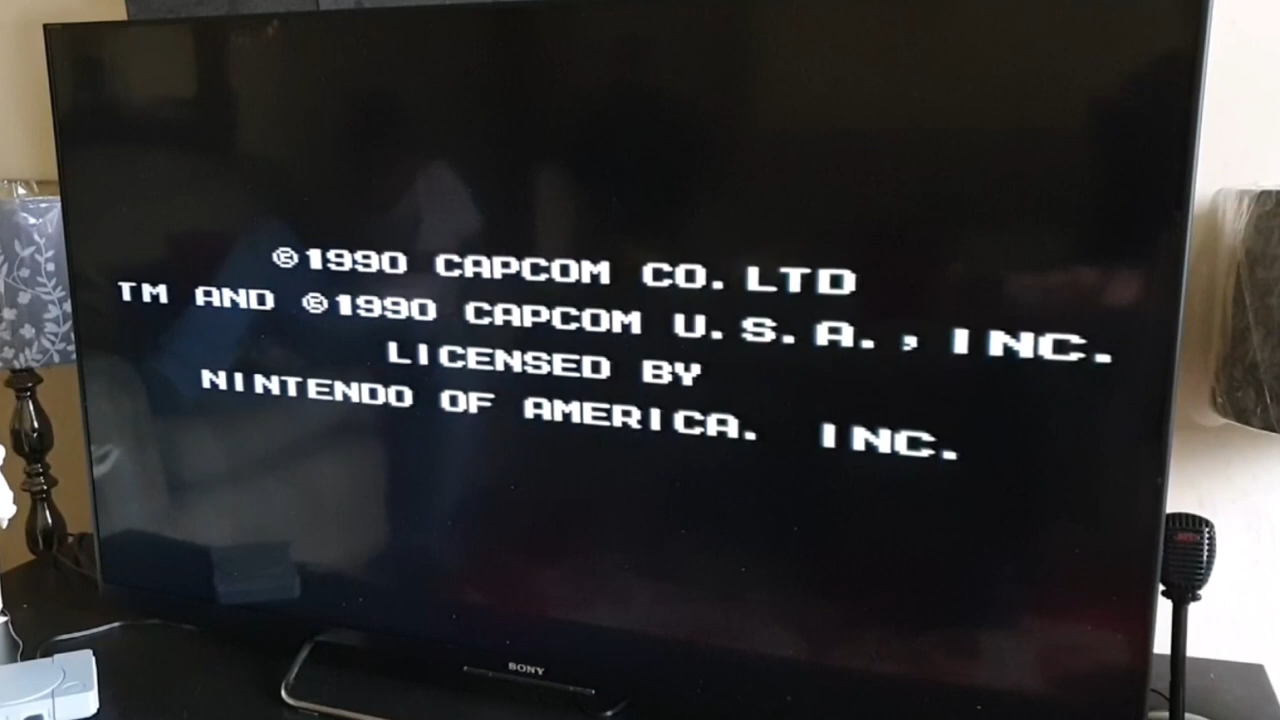 ©1990 CAPCOM CO.LTD
TM AND ©1990 CAPCOM U.S.A., INC.
LICENSED BY
NINTENDO OF AMERICA. INC.
SONY